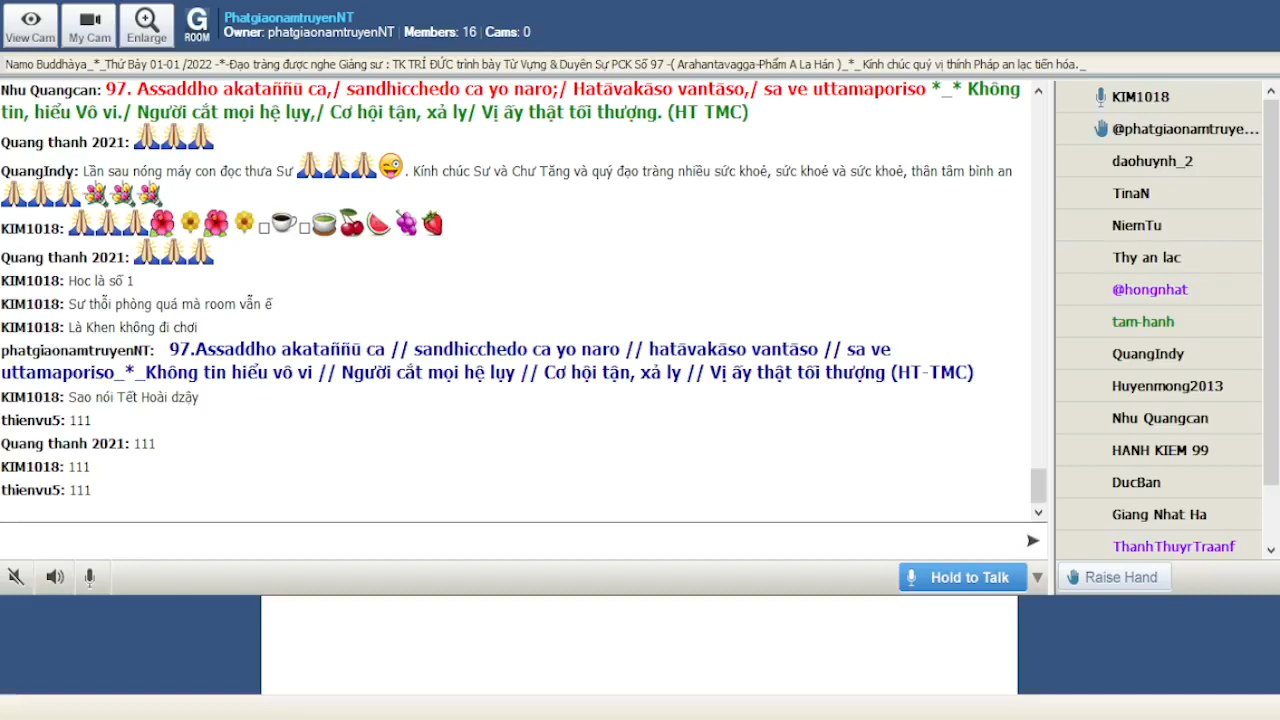 View Cam
My Cam
Enlarge
G
ROOM
PhatgiaonamtruyenNT
Owner: phatgiaonamtruyenNT | Members: 16 | Cams: 0
Namo Buddhàya_*_Thứ Bảy 01-01 /2022 -*-Đạo tràng được nghe Giảng sư : TK TRÍ ĐỨC trình bày Từ Vựng & Duyên Sự PCK Số 97 -( Arahantavagga-Phẩm A La Hán )_*_ Kính chúc quý vị thính Pháp an lạc tiến hóa._
Nhu Quangcan: 97. Assaddho akataññū ca,/ sandhicchedo ca yo naro;/ Hatāvakāso vantāso,/ sa ve uttamaporiso *_* Không
tin, hiểu Vô vi./ Người cắt mọi hệ lụy,/ Cơ hội tận, xả ly/ Vị ấy thật tối thượng. (HT TMC)
Quang thanh 2021:
QuangIndy: Lần sau nóng máy con đọc thưa Sư . Kính chúc Sư và Chư Tăng và quý đạo tràng nhiều sức khoẻ, sức khoẻ và sức khoẻ, thân tâm bình an
KIM1018:
Quang thanh 2021:
KIM1018: Hoc là số 1
KIM1018: Sư thỗi phòng quá mà room vẫn ế
KIM1018: Là Khen không đi chơi
phatgiaonamtruyenNT: 97.Assaddho akataññū ca // sandhicchedo ca yo naro // hatāvakāso vantāso // sa ve
uttamaporiso_*_Không tin hiểu vô vi // Người cắt mọi hệ lụy // Cơ hội tận, xả ly // Vị ấy thật tối thượng (HT-TMC)
KIM1018: Sao nói Tết Hoài dzậy
thienvu5: 111
Quang thanh 2021: 111
KIM1018: 111
thienvu5: 111
Hold to Talk
KIM1018
@phatgiaonamtruye...
daohuynh_2
TinaN
NiemTu
Thy an lac
@hongnhat
tam-hanh
QuangIndy
Huyenmong2013
Nhu Quangcan
HANH KIEM 99
DucBan
Giang Nhat Ha
ThanhThuyrTraanf
Raise Hand